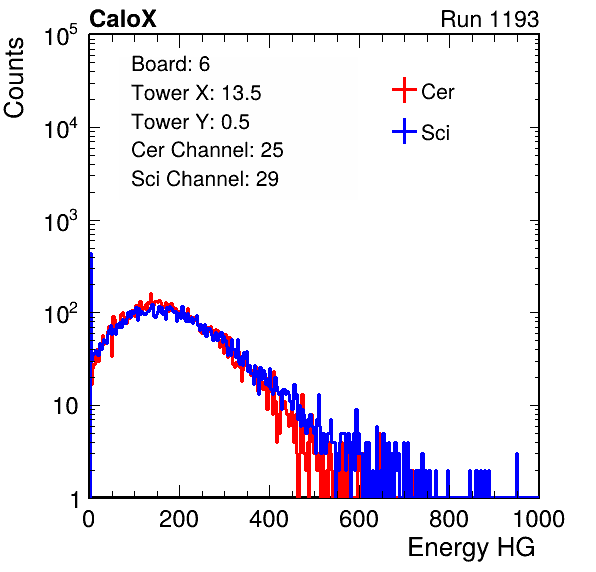 CaloX Run 1193
Counts
Board: 6
Tower X: 13.5
Tower Y: 0.5
Cer Channel: 25
Sci Channel: 29
Cer
Sci
10^5
10^4
10^3
10^2
10
1
0 200 400 600 800 1000
Energy HG